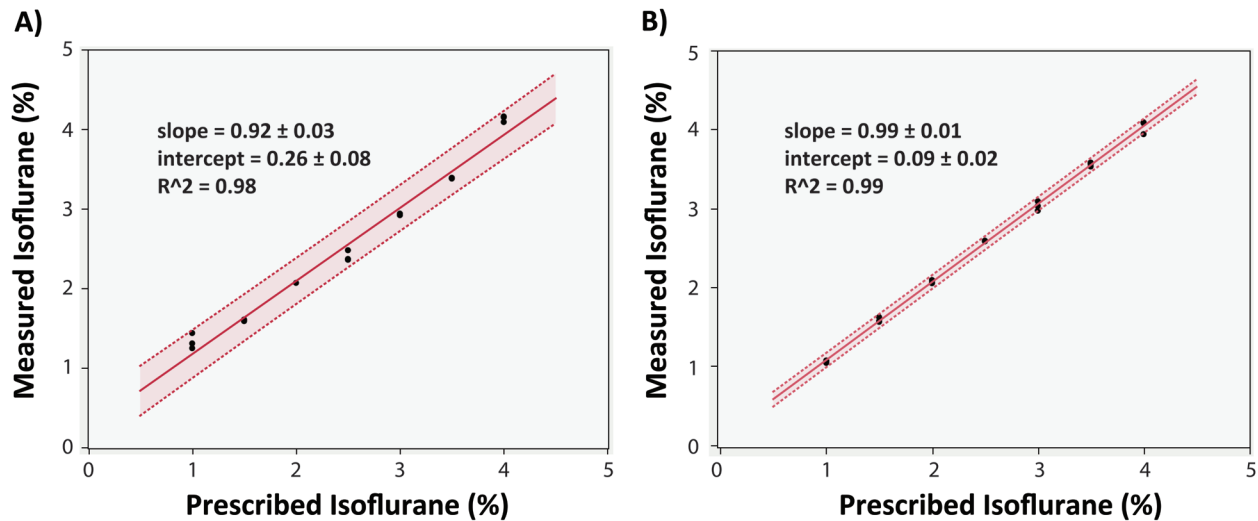 A)
Measured Isoflurane (%)
5
4
3
2
1
0
slope = 0.92 ± 0.03
intercept = 0.26 ± 0.08
R^2 = 0.98
0 1 2 3 4 5
Prescribed Isoflurane (%)
B)
Measured Isoflurane (%)
5
4
3
2
1
0
slope = 0.99 ± 0.01
intercept = 0.09 ± 0.02
R^2 = 0.99
0 1 2 3 4 5
Prescribed Isoflurane (%)